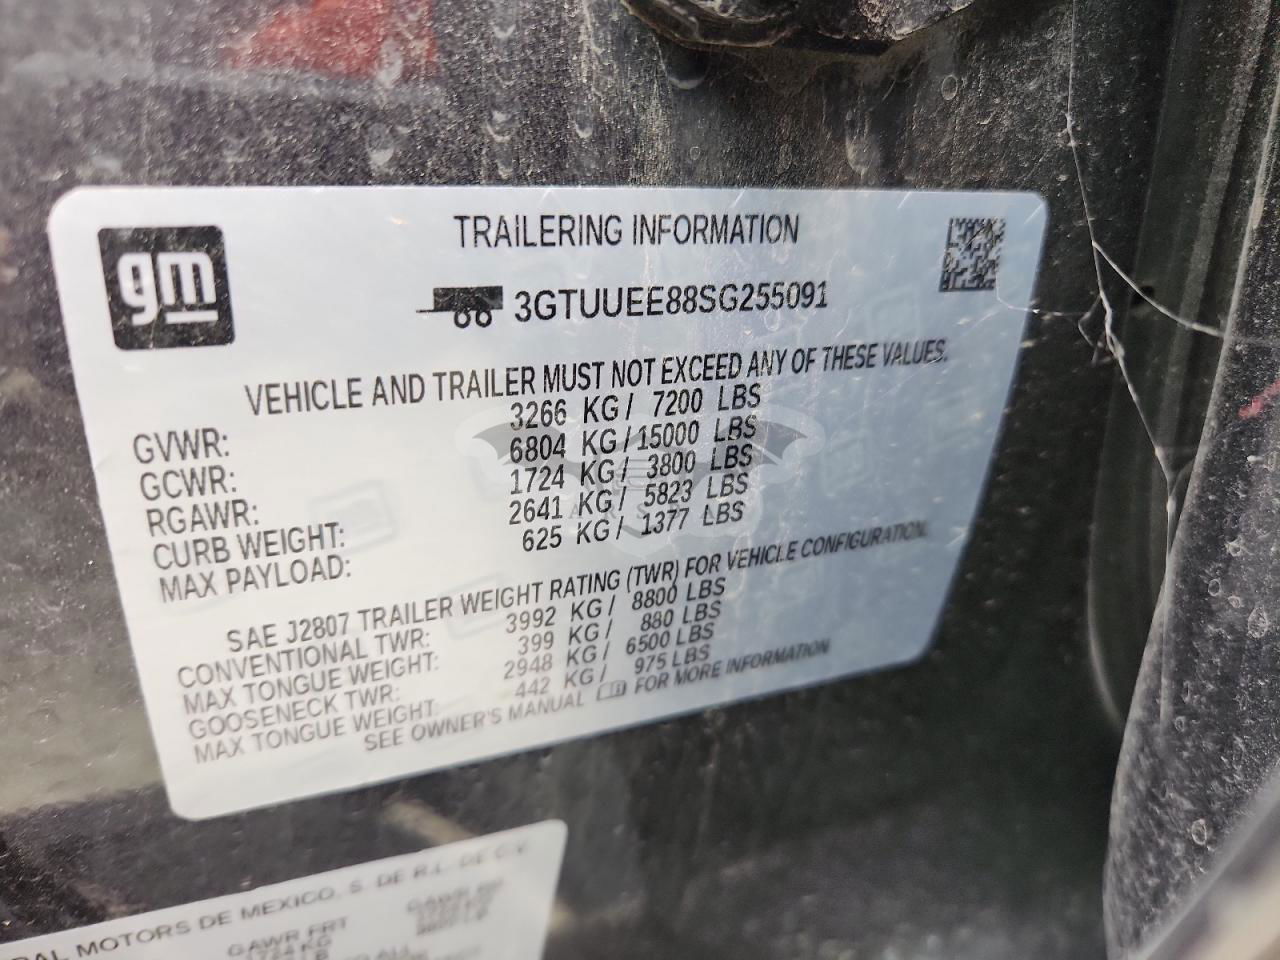 gm
TRAILERING INFORMATION
3GTUUEE88SG255091
VEHICLE AND TRAILER MUST NOT EXCEED ANY OF THESE VALUES.
GVWR: 3266 KG / 7200 LBS
GCWR: 6804 KG / 15000 LBS
RGAWR: 1724 KG / 3800 LBS
CURB WEIGHT: 2641 KG / 5823 LBS
MAX PAYLOAD: 625 KG / 1377 LBS
SAE J2807 TRAILER WEIGHT RATING (TWR) FOR VEHICLE CONFIGURATION.
CONVENTIONAL TWR: 3992 KG / 8800 LBS
MAX TONGUE WEIGHT: 399 KG / 880 LBS
GOOSENECK TWR: 2948 KG / 6500 LBS
MAX TONGUE WEIGHT: 442 KG / 975 LBS
SEE OWNER'S MANUAL FOR MORE INFORMATION
MOTORS DE MEXICO, S. DE R.L. DE C.V.
GAWR FRT
1724 KG